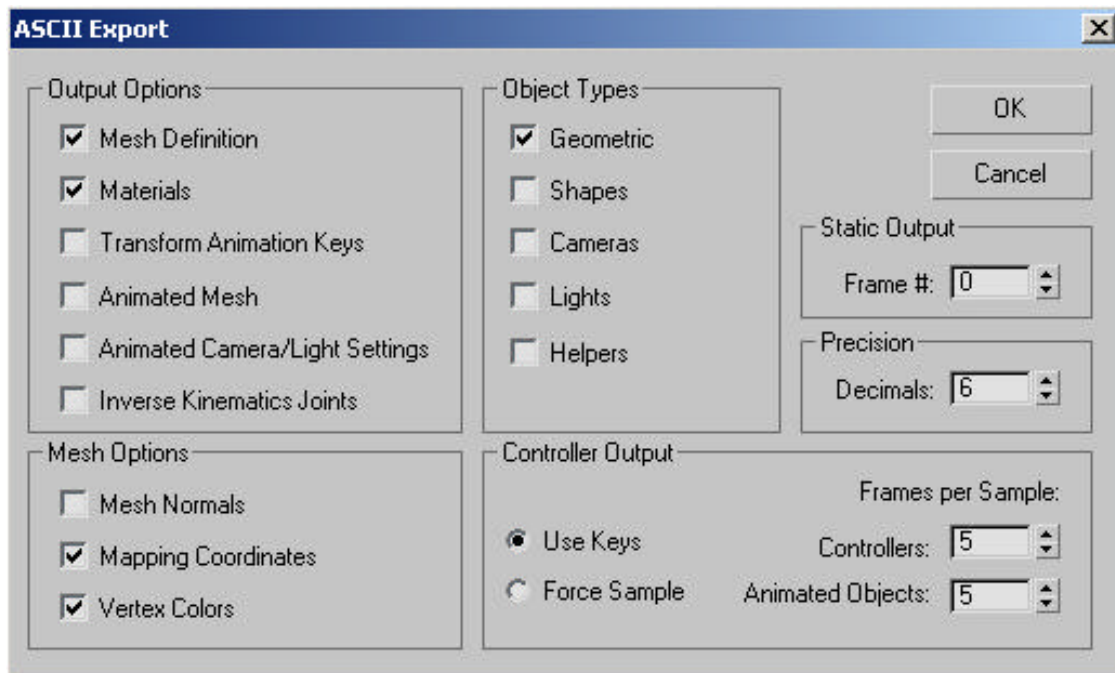 ASCII Export
Output Options
Mesh Definition
Materials
Transform Animation Keys
Animated Mesh
Animated Camera/Light Settings
Inverse Kinematics Joints
Object Types
Geometric
Shapes
Cameras
Lights
Helpers
OK
Cancel
Static Output
Frame #: 0
Precision
Decimals: 6
Mesh Options
Mesh Normals
Mapping Coordinates
Vertex Colors
Controller Output
Frames per Sample:
Use Keys
Controllers: 5
Force Sample
Animated Objects: 5